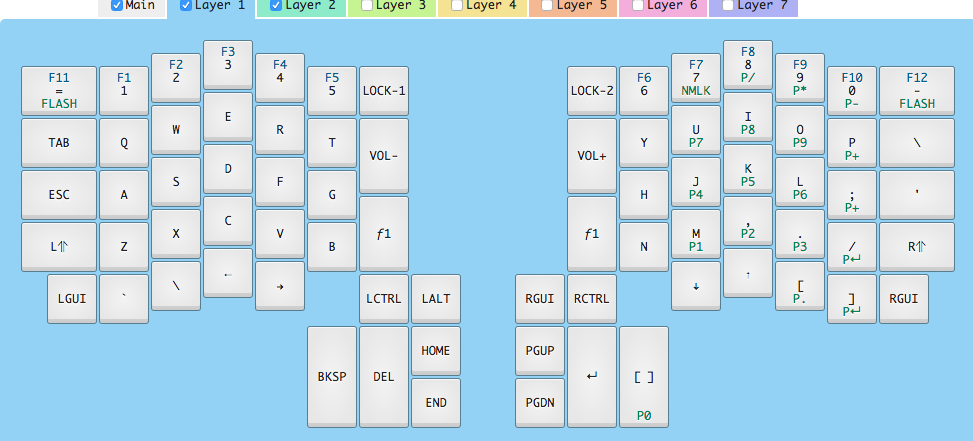 Main Layer 1 Layer 2 Layer 3 Layer 4 Layer 5 Layer 6 Layer 7
F11 F1 F2 F3 F4 F5 F6 F7 F8 F9 F10 F12
= 1 2 3 4 5 LOCK-1 LOCK-2 6 7 8 9 0 -
FLASH NMLK P/ P* P- FLASH
TAB Q W E R T VOL- VOL+ Y U I O P \
P7 P8 P9 P+
ESC A S D F G H J K L ; '
P4 P5 P6 P+
L⇑ Z X C V B ƒ1 ƒ1 N M , . / R⇑
P1 P2 P3 P↵
LGUI ` \ ← → LCTRL LALT RGUI RCTRL ↓ ↑ [ ] RGUI
P. P↵
BKSP DEL HOME PGUP ↵ [ ]
END PGDN P0